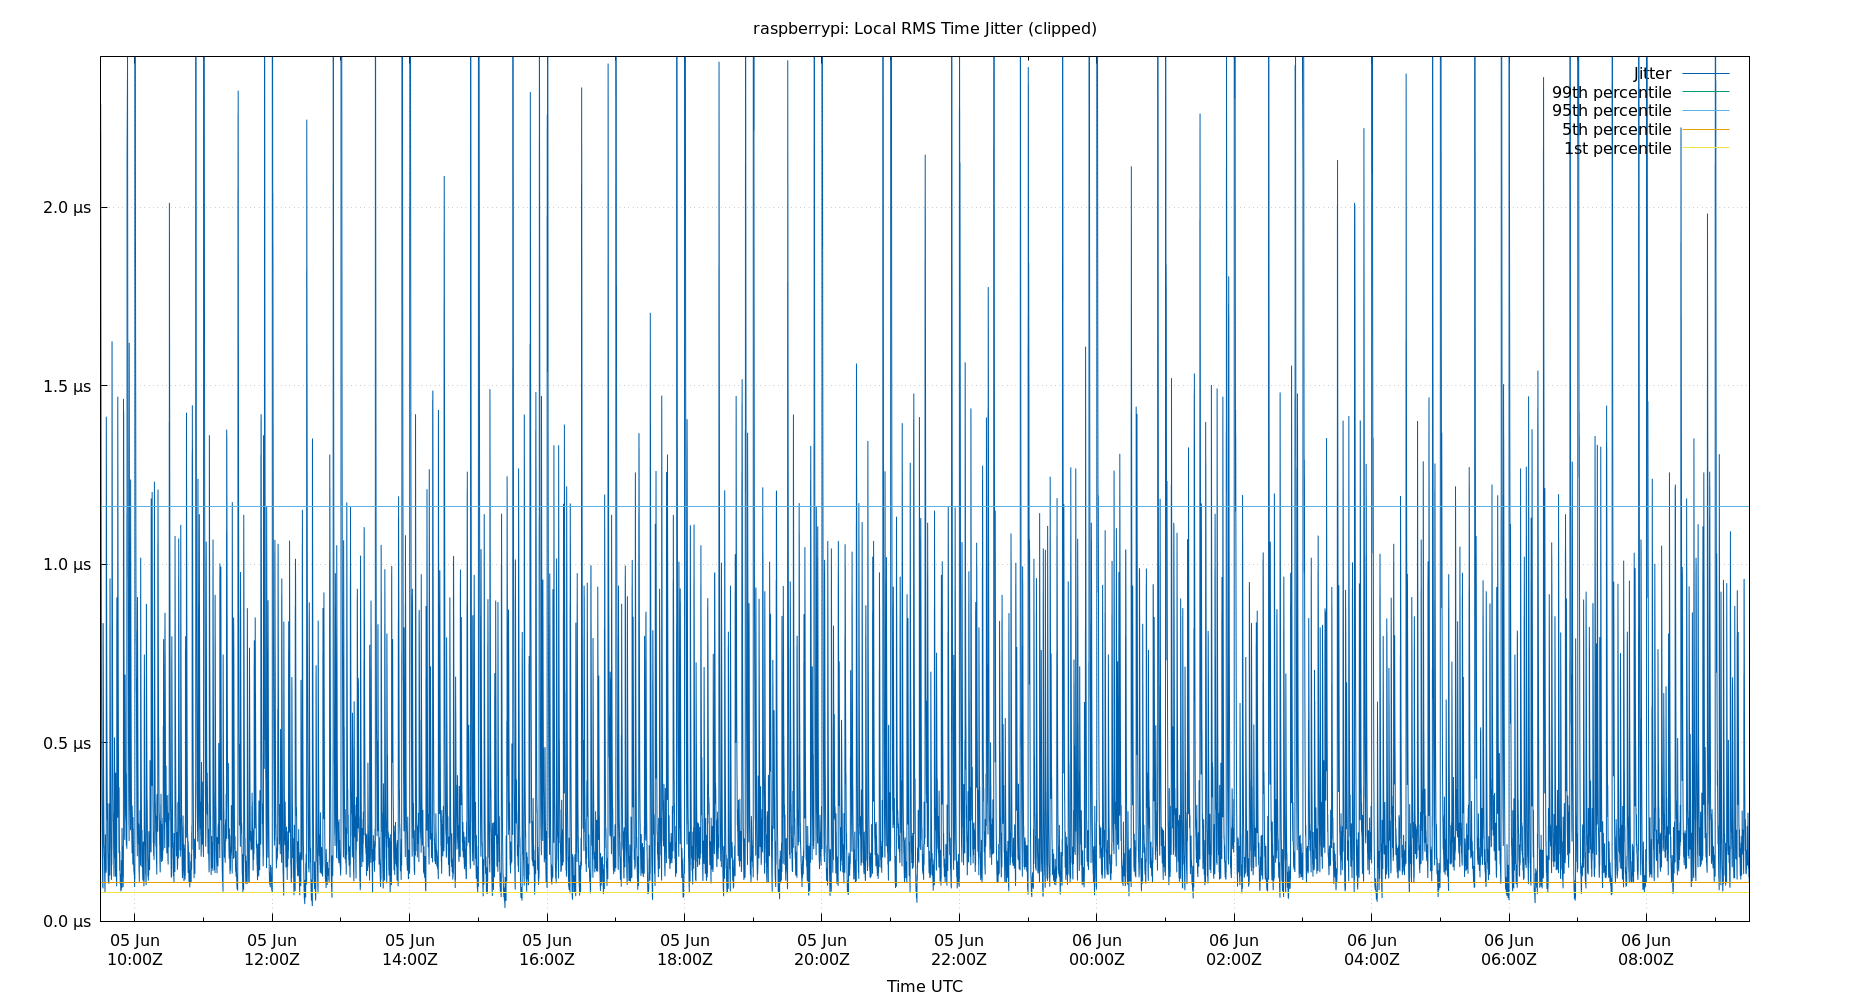 raspberrypi: Local RMS Time Jitter (clipped)
Jitter
99th percentile
95th percentile
5th percentile
1st percentile
2.0 µs
1.5 µs
1.0 µs
0.5 µs
0.0 µs
05 Jun 05 Jun 05 Jun 05 Jun 05 Jun 05 Jun 05 Jun 06 Jun 06 Jun 06 Jun 06 Jun 06 Jun
10:00Z 12:00Z 14:00Z 16:00Z 18:00Z 20:00Z 22:00Z 00:00Z 02:00Z 04:00Z 06:00Z 08:00Z
Time UTC